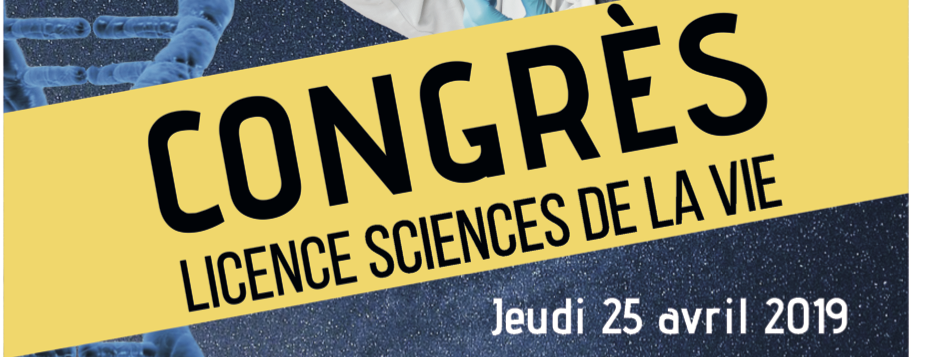 CONGRÈS
LICENCE SCIENCES DE LA VIE
Jeudi 25 avril 2019